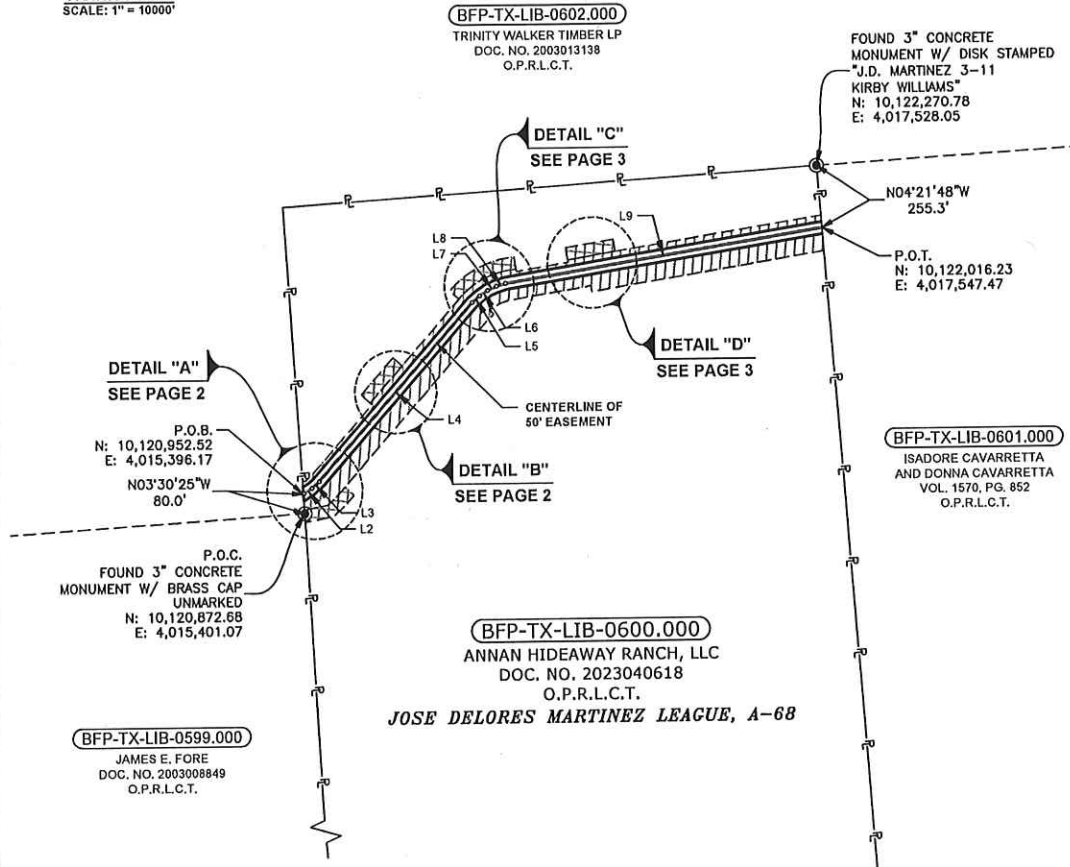 SCALE: 1" = 10000'
BFP-TX-LIB-0602.000
TRINITY WALKER TIMBER LP
DOC. NO. 2003013138
O.P.R.L.C.T.
FOUND 3" CONCRETE
MONUMENT W/ DISK STAMPED
"J.D. MARTINEZ 3-11
KIRBY WILLIAMS"
N: 10,122,270.78
E: 4,017,528.05
DETAIL "C"
SEE PAGE 3
N04°21'48"W
255.3'
L9
L8
L7
P.O.T.
N: 10,122,016.23
E: 4,017,547.47
L6
L5
DETAIL "D"
SEE PAGE 3
DETAIL "A"
SEE PAGE 2
CENTERLINE OF
50' EASEMENT
L4
P.O.B.
N: 10,120,952.52
E: 4,015,396.17
N03°30'25"W
80.0'
BFP-TX-LIB-0601.000
ISADORE CAVARRETTA
AND DONNA CAVARRETTA
VOL. 1570, PG. 852
O.P.R.L.C.T.
DETAIL "B"
SEE PAGE 2
L3
L2
P.O.C.
FOUND 3" CONCRETE
MONUMENT W/ BRASS CAP
UNMARKED
N: 10,120,872.68
E: 4,015,401.07
BFP-TX-LIB-0600.000
ANNAN HIDEAWAY RANCH, LLC
DOC. NO. 2023040618
O.P.R.L.C.T.
JOSE DELORES MARTINEZ LEAGUE, A-68
BFP-TX-LIB-0599.000
JAMES E. FORE
DOC. NO. 2003008849
O.P.R.L.C.T.